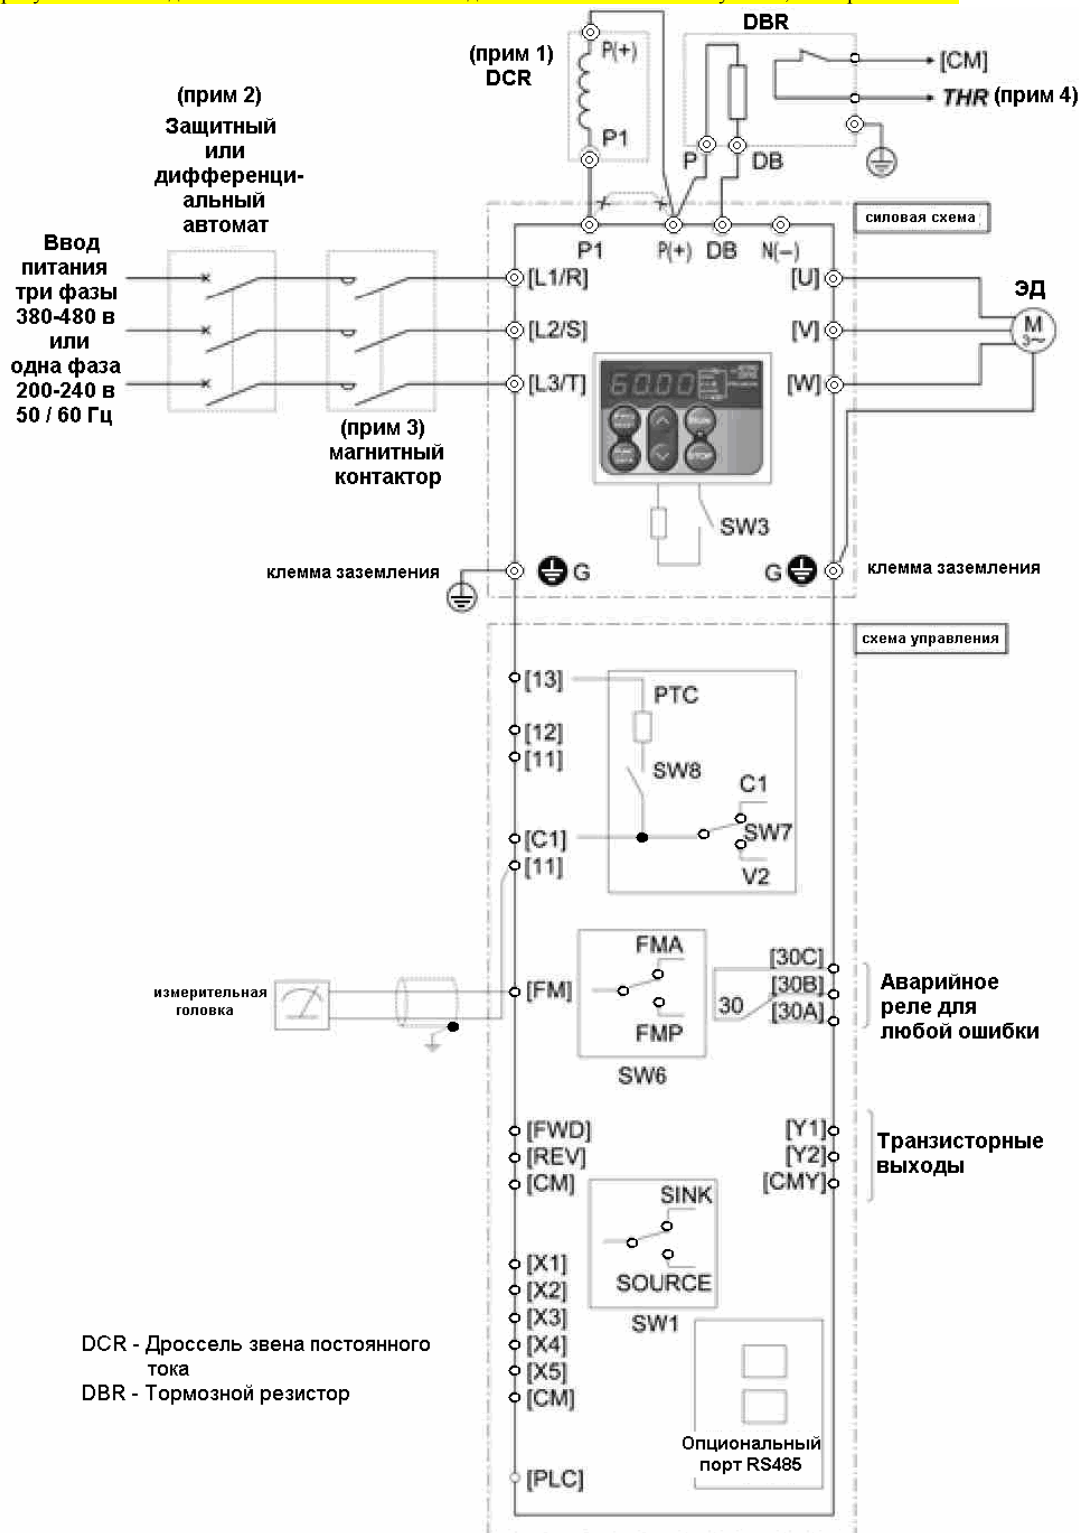 DBR
(прим 1)
DCR
P(+)
P1
[CM]
THR (прим 4)
P
DB
(прим 2)
Защитный
или
дифференци-
альный
автомат
силовая схема
P1
P(+)
DB
N(-)
Ввод
питания
три фазы
380-480 в
или
одна фаза
200-240 в
50 / 60 Гц
[L1/R]
[L2/S]
[L3/T]
[U]
[V]
[W]
ЭД
M
3~
60.00
RUN
STOP
(прим 3)
магнитный
контактор
SW3
клемма заземления
G
G
клемма заземления
схема управления
[13]
PTC
[12]
[11]
SW8
C1
[C1]
SW7
[11]
V2
FMA
[30C]
[30B]
[30A]
30
[FM]
FMP
SW6
измерительная
головка
Аварийное
реле для
любой ошибки
[FWD]
[REV]
[CM]
[Y1]
[Y2]
[CMY]
Транзисторные
выходы
SINK
SOURCE
SW1
[X1]
[X2]
[X3]
[X4]
[X5]
[CM]
DCR - Дроссель звена постоянного
тока
DBR - Тормозной резистор
Опциональный
порт RS485
[PLC]